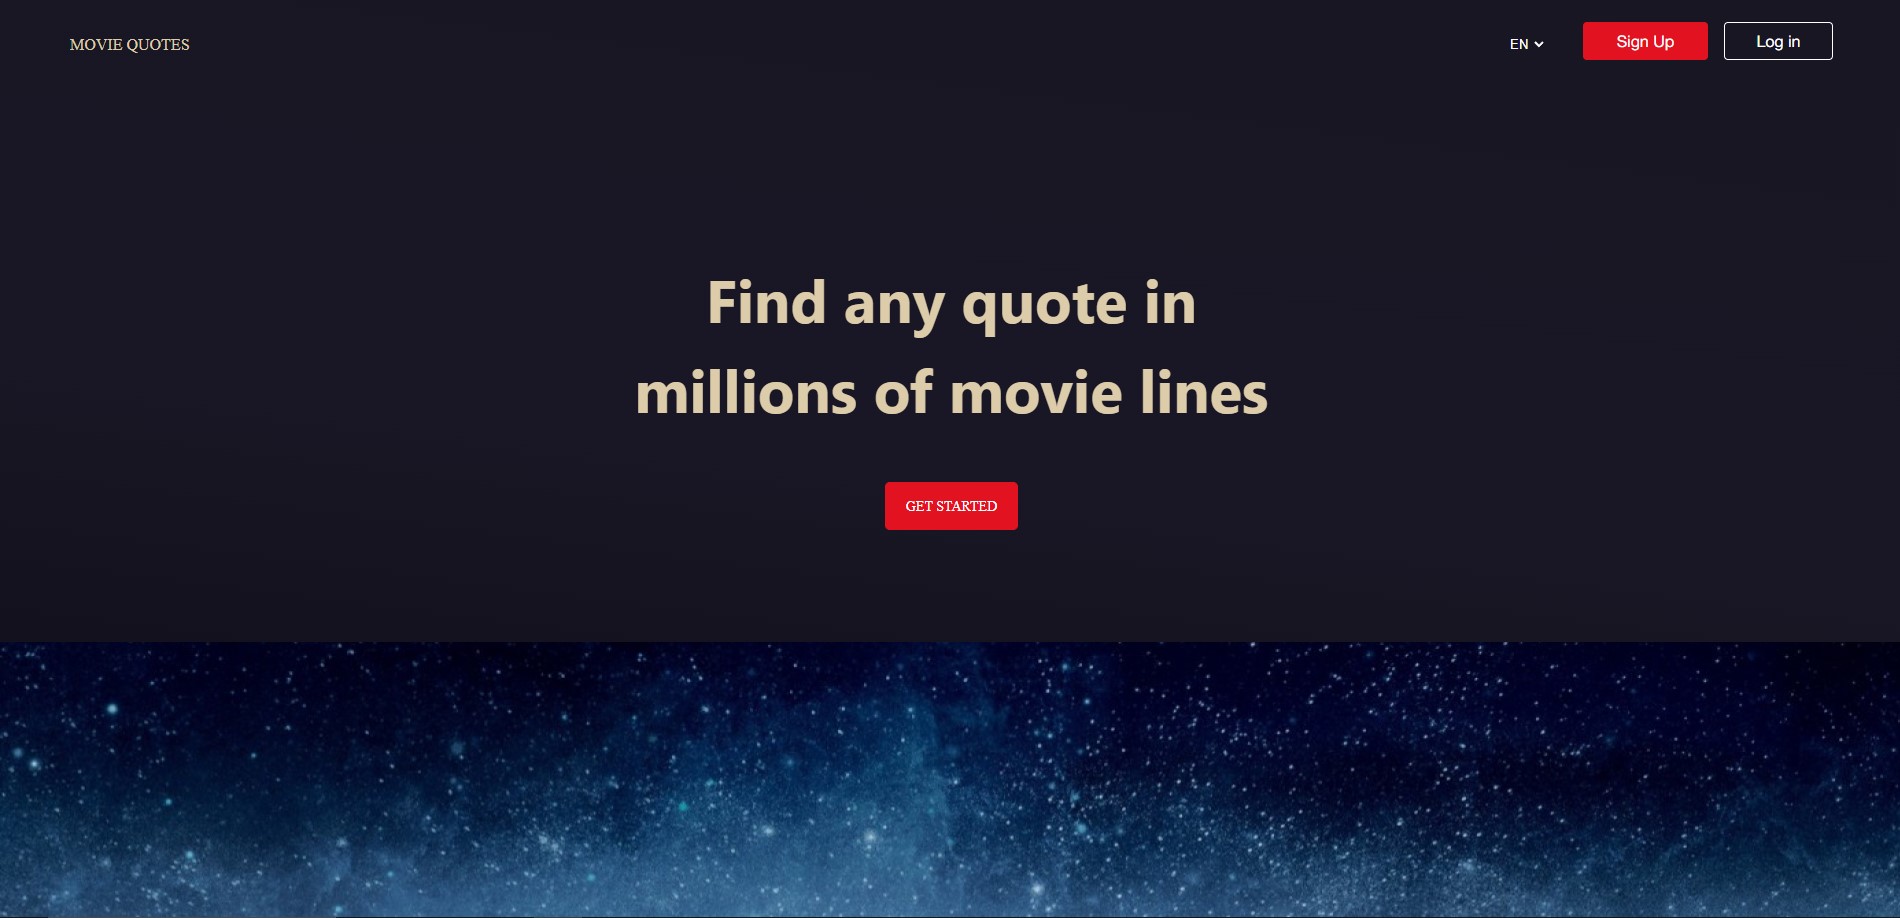 MOVIE QUOTES
EN
Sign Up
Log in
Find any quote in
millions of movie lines
GET STARTED